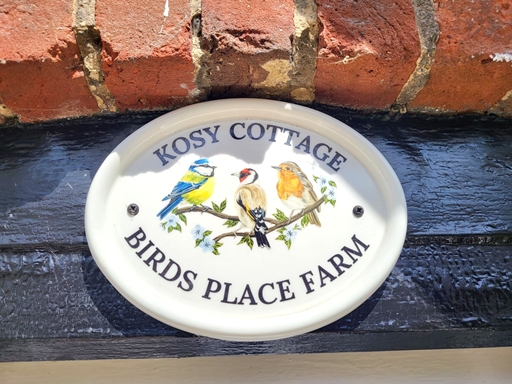 KOSY COTTAGE
BIRDS PLACE FARM